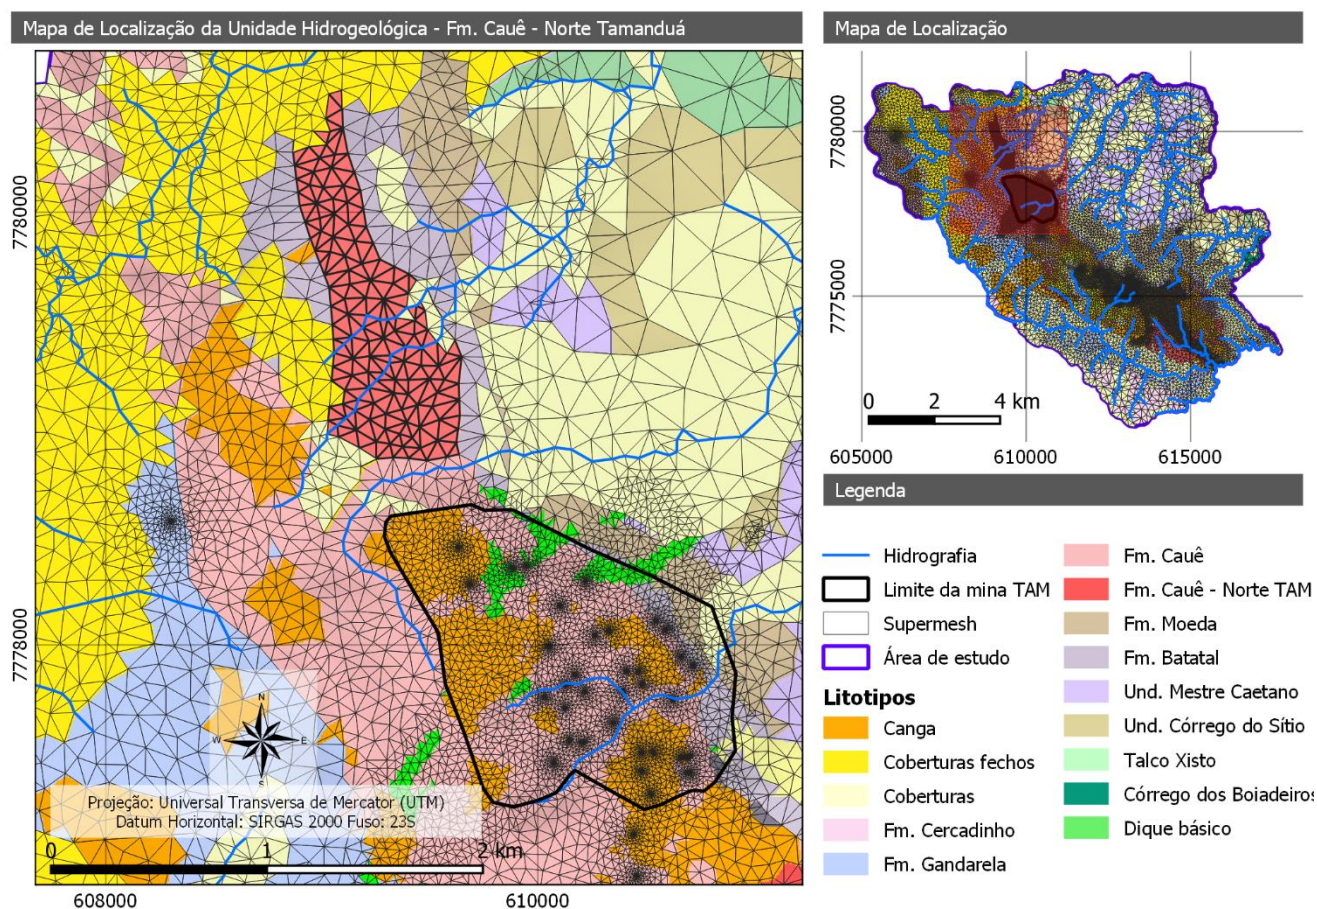 Mapa de Localização da Unidade Hidrogeológica - Fm. Cauê - Norte Tamanduá
7780000
7778000
N
W
E
S
Projeção: Universal Transversa de Mercator (UTM)
Datum Horizontal: SIRGAS 2000 Fuso: 23S
0 1 2 km
608000 610000
Mapa de Localização
7780000
7775000
0 2 4 km
605000 610000 615000
Legenda
Hidrografia
Limite da mina TAM
Supermesh
Área de estudo
Litotipos
Canga
Coberturas fechos
Coberturas
Fm. Cercadinho
Fm. Gandarela
Fm. Cauê
Fm. Cauê - Norte TAM
Fm. Moeda
Fm. Batatal
Und. Mestre Caetano
Und. Córrego do Sítio
Talco Xisto
Córrego dos Boiadeiros
Dique básico